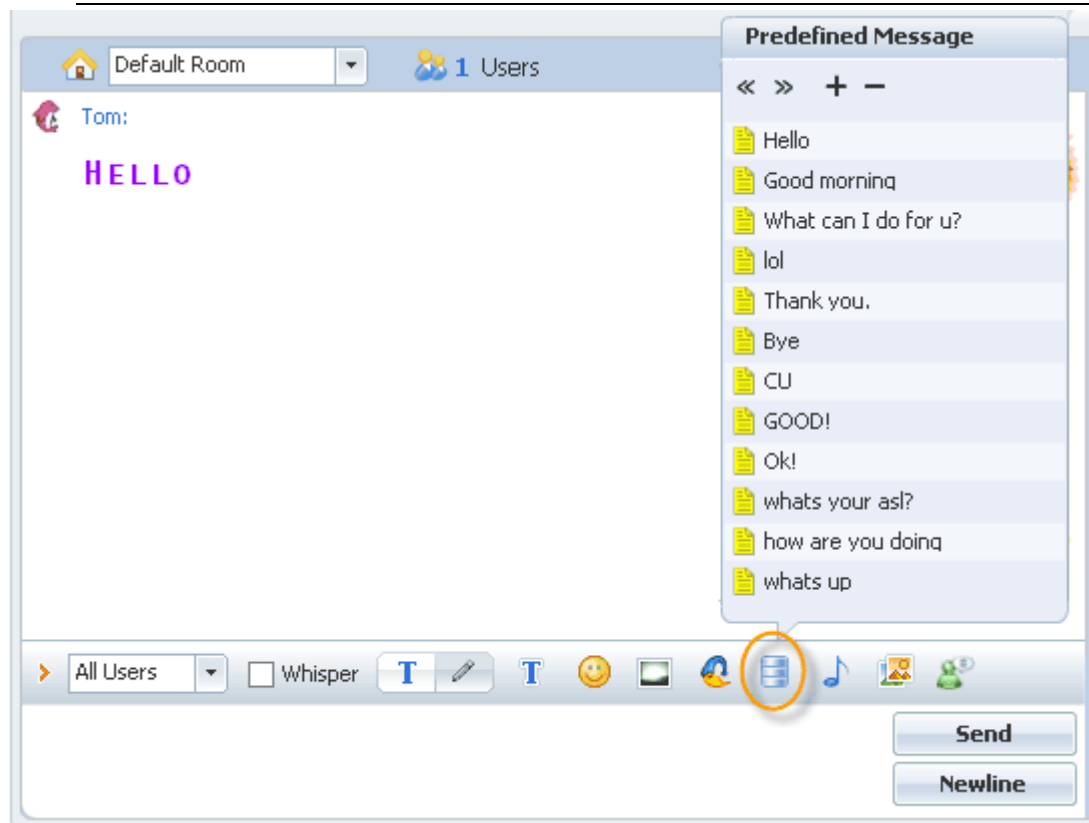 Default Room
1 Users
Tom:
HELLO
Predefined Message
« » + −
Hello
Good morning
What can I do for u?
lol
Thank you.
Bye
CU
GOOD!
Ok!
whats your asl?
how are you doing
whats up
All Users Whisper T T
Send
Newline